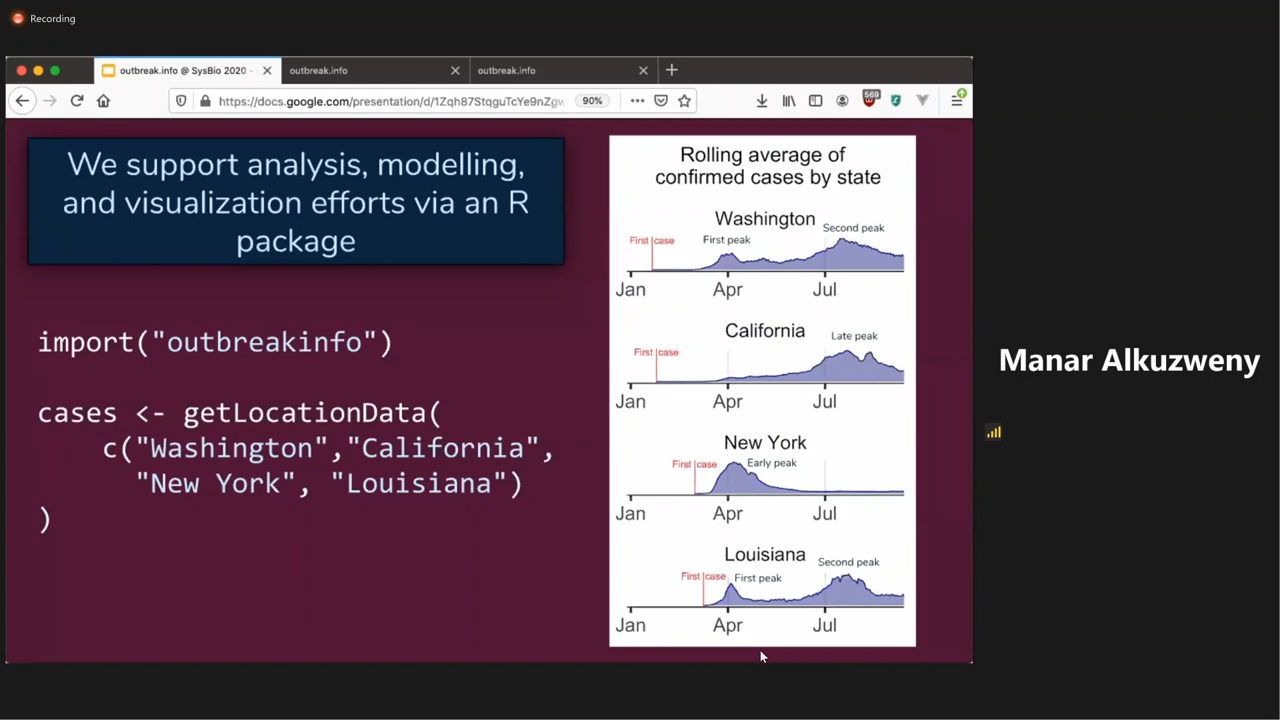 Recording
outbreak.info @ SysBio 2020 -
outbreak.info
outbreak.info
https://docs.google.com/presentation/d/1Zqh87StqguTcYe9nZgw
90%
569
We support analysis, modelling,
and visualization efforts via an R
package
import("outbreakinfo")
cases <- getLocationData(
c("Washington","California",
"New York", "Louisiana")
)
Rolling average of
confirmed cases by state
Washington
First case
First peak
Second peak
Jan Apr Jul
California
First case
Late peak
Jan Apr Jul
New York
First case
Early peak
Jan Apr Jul
Louisiana
First case
First peak
Second peak
Jan Apr Jul
Manar Alkuzweny